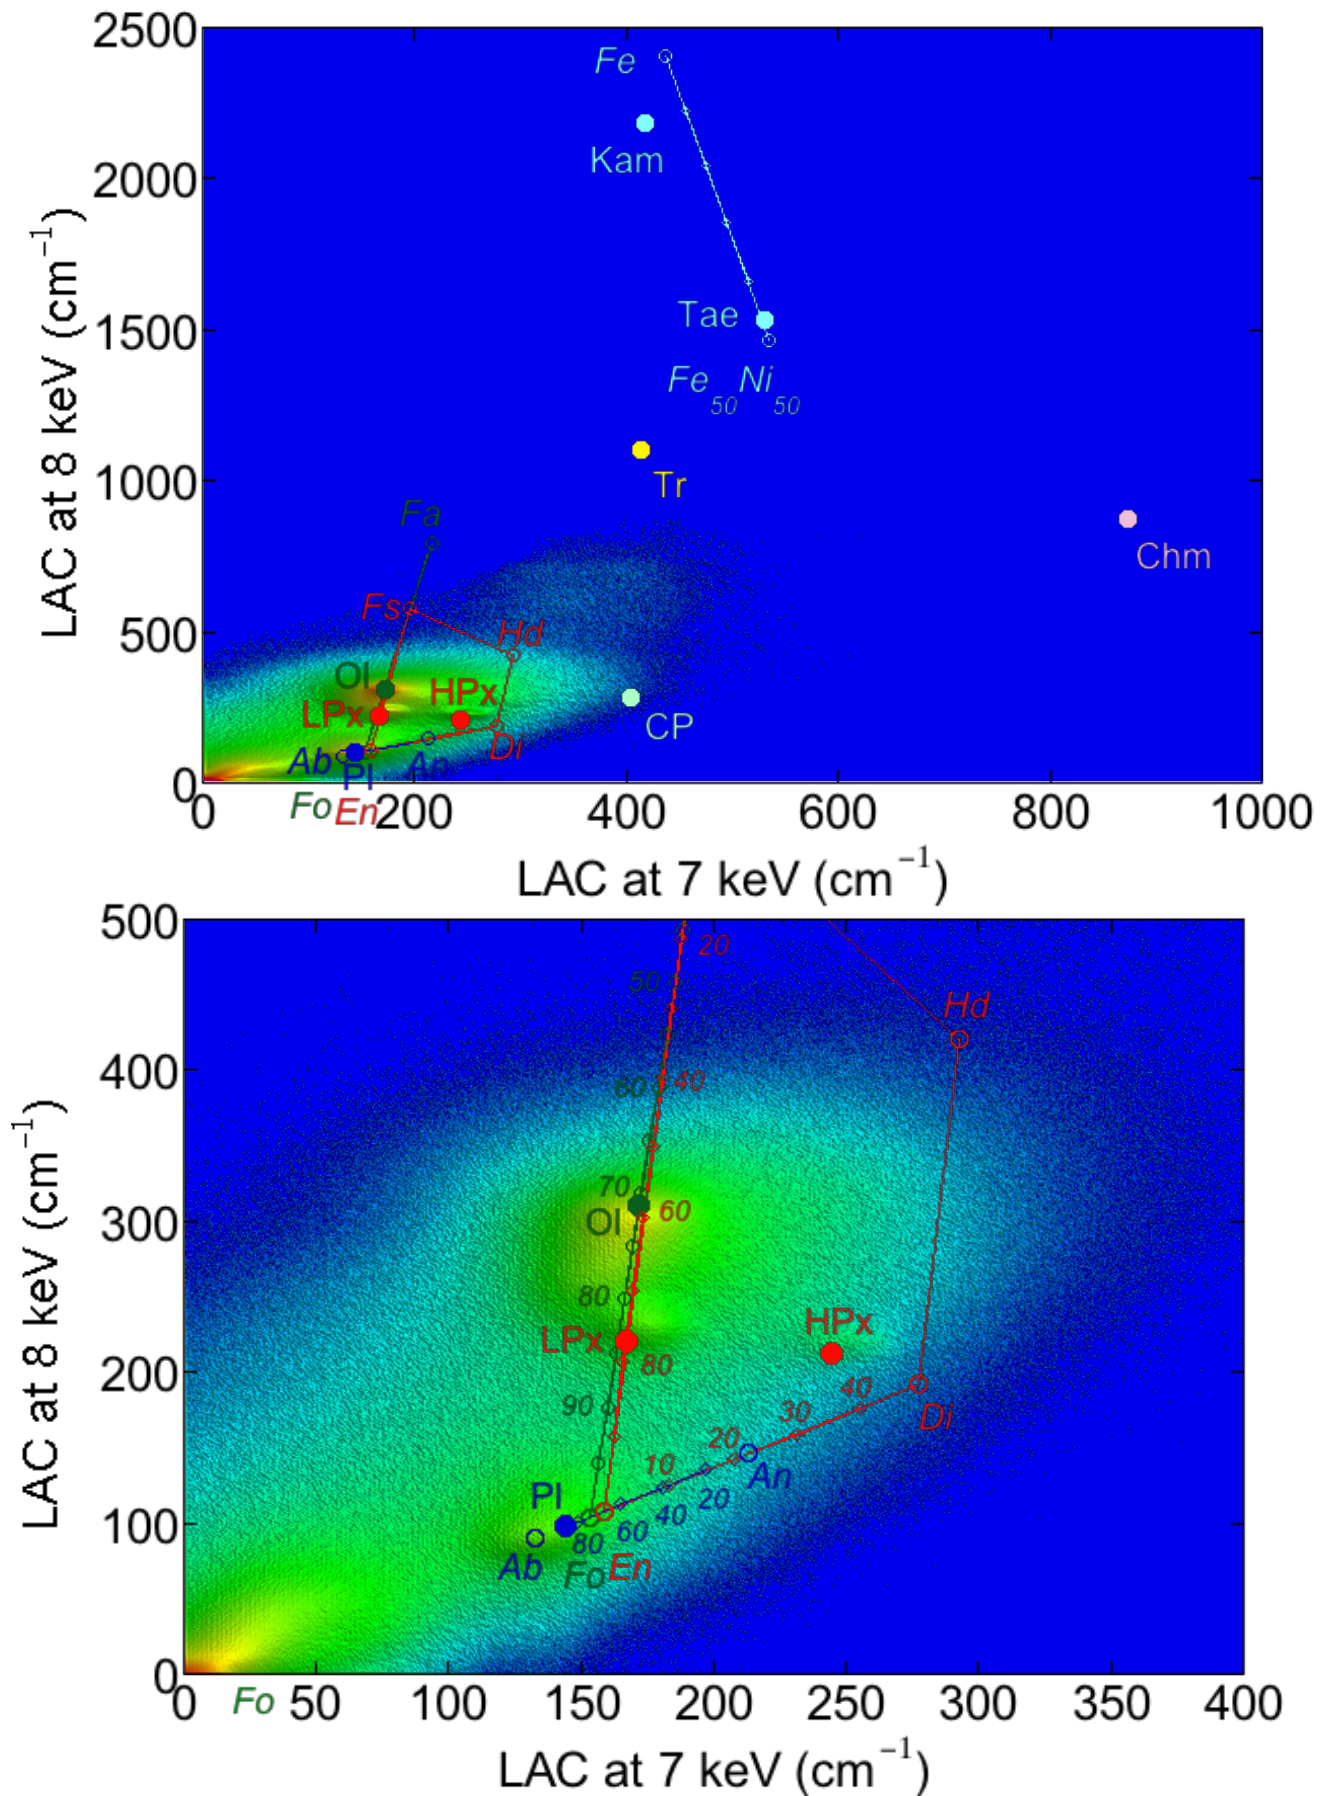 2500
2000
1500
1000
500
0
LAC at 8 keV (cm⁻¹)
Fe
Kam
Tae
Fe₅₀Ni₅₀
Tr
Chm
Fa
Fs
Hd
Ol
HPx
LPx
CP
Ab
Pl
An
Di
Fo
En
0 200 400 600 800 1000
LAC at 7 keV (cm⁻¹)
500
400
300
200
100
0
LAC at 8 keV (cm⁻¹)
20
50
Hd
60
40
70
Ol
60
80
LPx
HPx
80
90
40
Di
30
20
An
10
20
40
60
80
Pl
Ab
Fo
En
0 50 100 150 200 250 300 350 400
Fo
LAC at 7 keV (cm⁻¹)